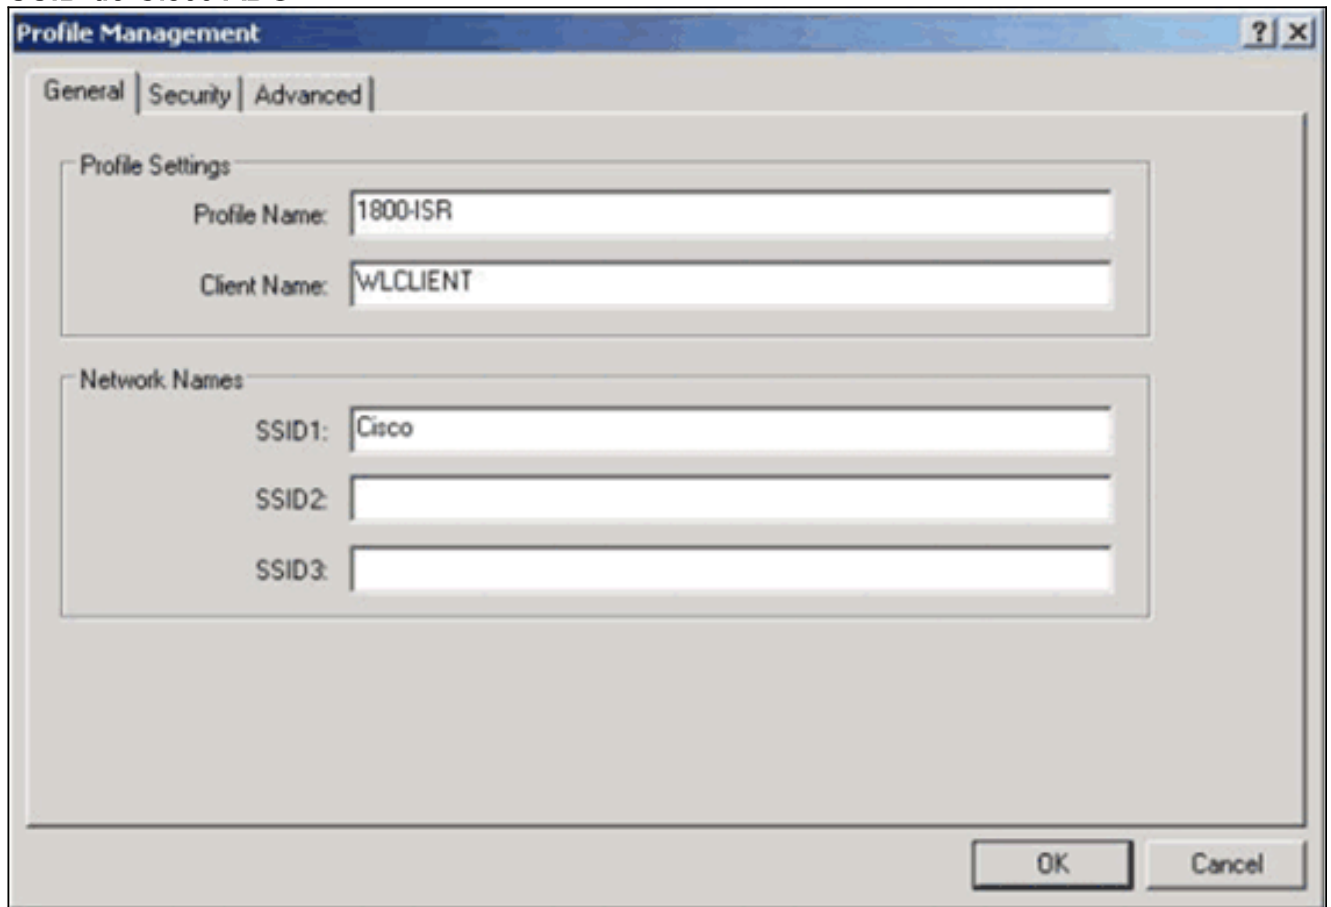 Profile Management
General Security Advanced
Profile Settings
Profile Name: 1800-ISR
Client Name: WLCLIENT
Network Names
SSID1: Cisco
SSID2:
SSID3:
OK Cancel